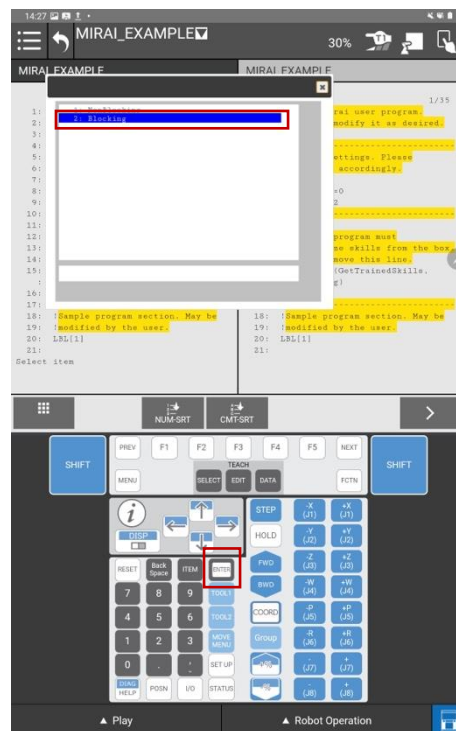 14:27
MIRAI_EXAMPLE
30%
T1
MIRAI_EXAMPLE
MIRAI_EXAMPLE
1/35
2: Blocking
1:
2:
3:
4:
5:
6:
7:
8:
9:
10:
11:
12:
13:
14:
15:
:
16:
17:
18: !Sample program section. May be
19: !modified by the user.
20: LBL[1]
21:
Select item
rai user program.
modify it as desired.
ettings. Please
accordingly.
=0
2
program must
ne skills from the box
move this line.
(GetTrainedSkills,
g)
18: !Sample program section. May be
19: !modified by the user.
20: LBL[1]
21:
NUM-SRT
CMT-SRT
SHIFT
PREV F1 F2 F3 F4 F5 NEXT
SHIFT
TEACH
MENU SELECT EDIT DATA FCTN
i
DISP
STEP -X (J1) +X (J1)
HOLD -Y (J2) +Y (J2)
FWD -Z (J3) +Z (J3)
BWD -W (J4) +W (J4)
COORD -P (J5) +P (J5)
Group -R (J6) +R (J6)
+% - (J7) + (J7)
-% - (J8) + (J8)
RESET Back Space ITEM ENTER
7 8 9 TOOL1
4 5 6 TOOL2
1 2 3 MOVE MENU
0 . SET UP
DIAG HELP POSN I/O STATUS
▲ Play
▲ Robot Operation